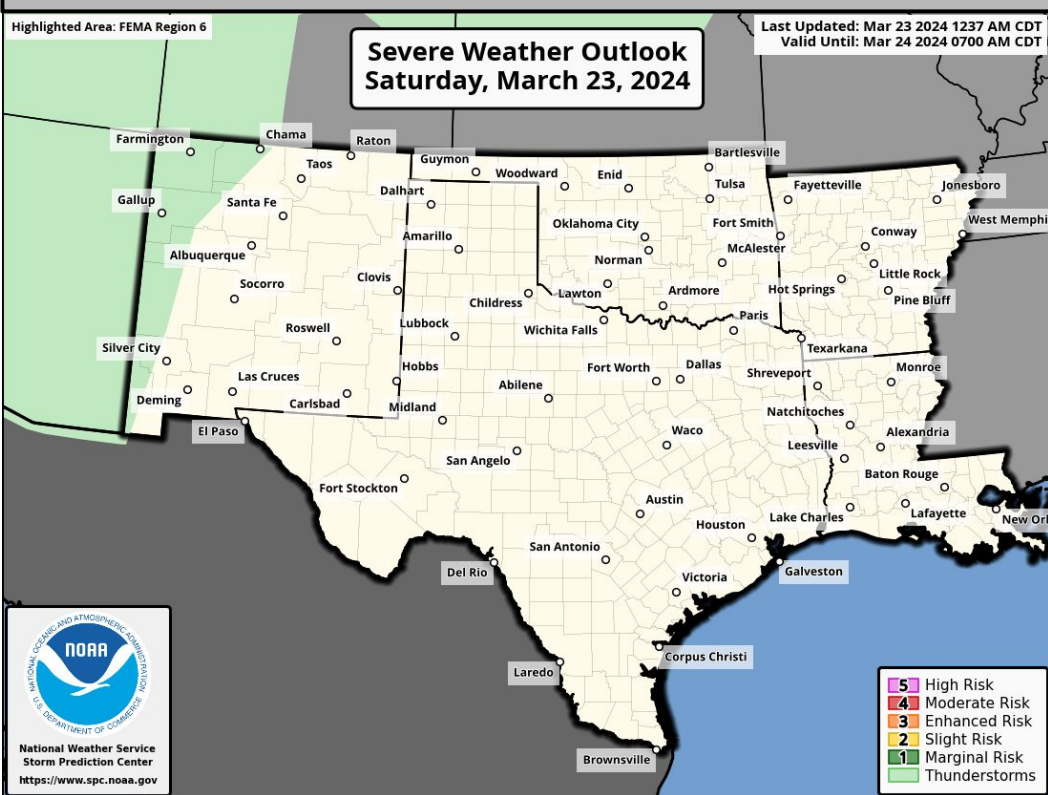 Highlighted Area: FEMA Region 6
Severe Weather Outlook
Saturday, March 23, 2024
Last Updated: Mar 23 2024 1237 AM CDT
Valid Until: Mar 24 2024 0700 AM CDT
Farmington
Chama
Raton
Taos
Guymon
Woodward
Enid
Bartlesville
Tulsa
Fayetteville
Jonesboro
Gallup
Santa Fe
Dalhart
Oklahoma City
Fort Smith
West Memphi
Conway
Albuquerque
Amarillo
Norman
McAlester
Little Rock
Socorro
Clovis
Childress
Lawton
Ardmore
Hot Springs
Pine Bluff
Roswell
Lubbock
Wichita Falls
Paris
Texarkana
Silver City
Hobbs
Fort Worth
Dallas
Shreveport
Monroe
Las Cruces
Abilene
Deming
Carlsbad
Midland
Natchitoches
El Paso
Waco
Leesville
Alexandria
San Angelo
Baton Rouge
Fort Stockton
Austin
Houston
Lake Charles
Lafayette
New Orl
San Antonio
Del Rio
Galveston
Victoria
Corpus Christi
Laredo
Brownsville
NATIONAL OCEANIC AND ATMOSPHERIC ADMINISTRATION
NOAA
U.S. DEPARTMENT OF COMMERCE
National Weather Service
Storm Prediction Center
https://www.spc.noaa.gov
5 High Risk
4 Moderate Risk
3 Enhanced Risk
2 Slight Risk
1 Marginal Risk
Thunderstorms